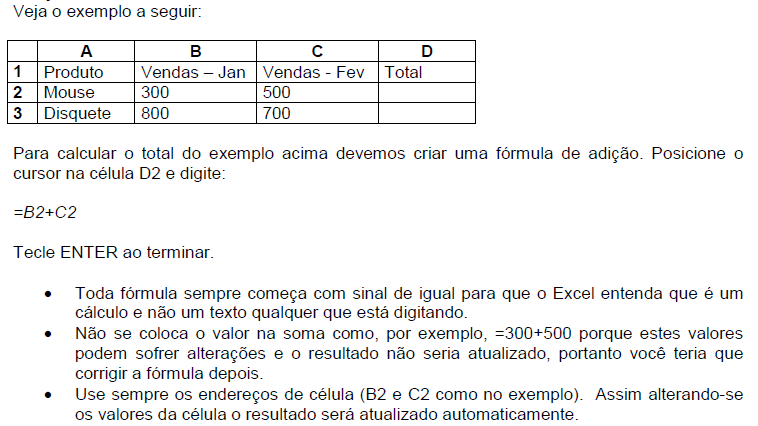 Veja o exemplo a seguir:
A B C D
1 Produto Vendas – Jan Vendas - Fev Total
2 Mouse 300 500
3 Disquete 800 700
Para calcular o total do exemplo acima devemos criar uma fórmula de adição. Posicione o
cursor na célula D2 e digite:
=B2+C2
Tecle ENTER ao terminar.
• Toda fórmula sempre começa com sinal de igual para que o Excel entenda que é um
cálculo e não um texto qualquer que está digitando.
• Não se coloca o valor na soma como, por exemplo, =300+500 porque estes valores
podem sofrer alterações e o resultado não seria atualizado, portanto você teria que
corrigir a fórmula depois.
• Use sempre os endereços de célula (B2 e C2 como no exemplo). Assim alterando-se
os valores da célula o resultado será atualizado automaticamente.